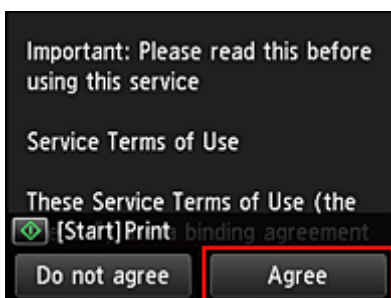 Important: Please read this before
using this service
Service Terms of Use
These Service Terms of Use (the
[Start]Print binding agreement
Do not agree
Agree